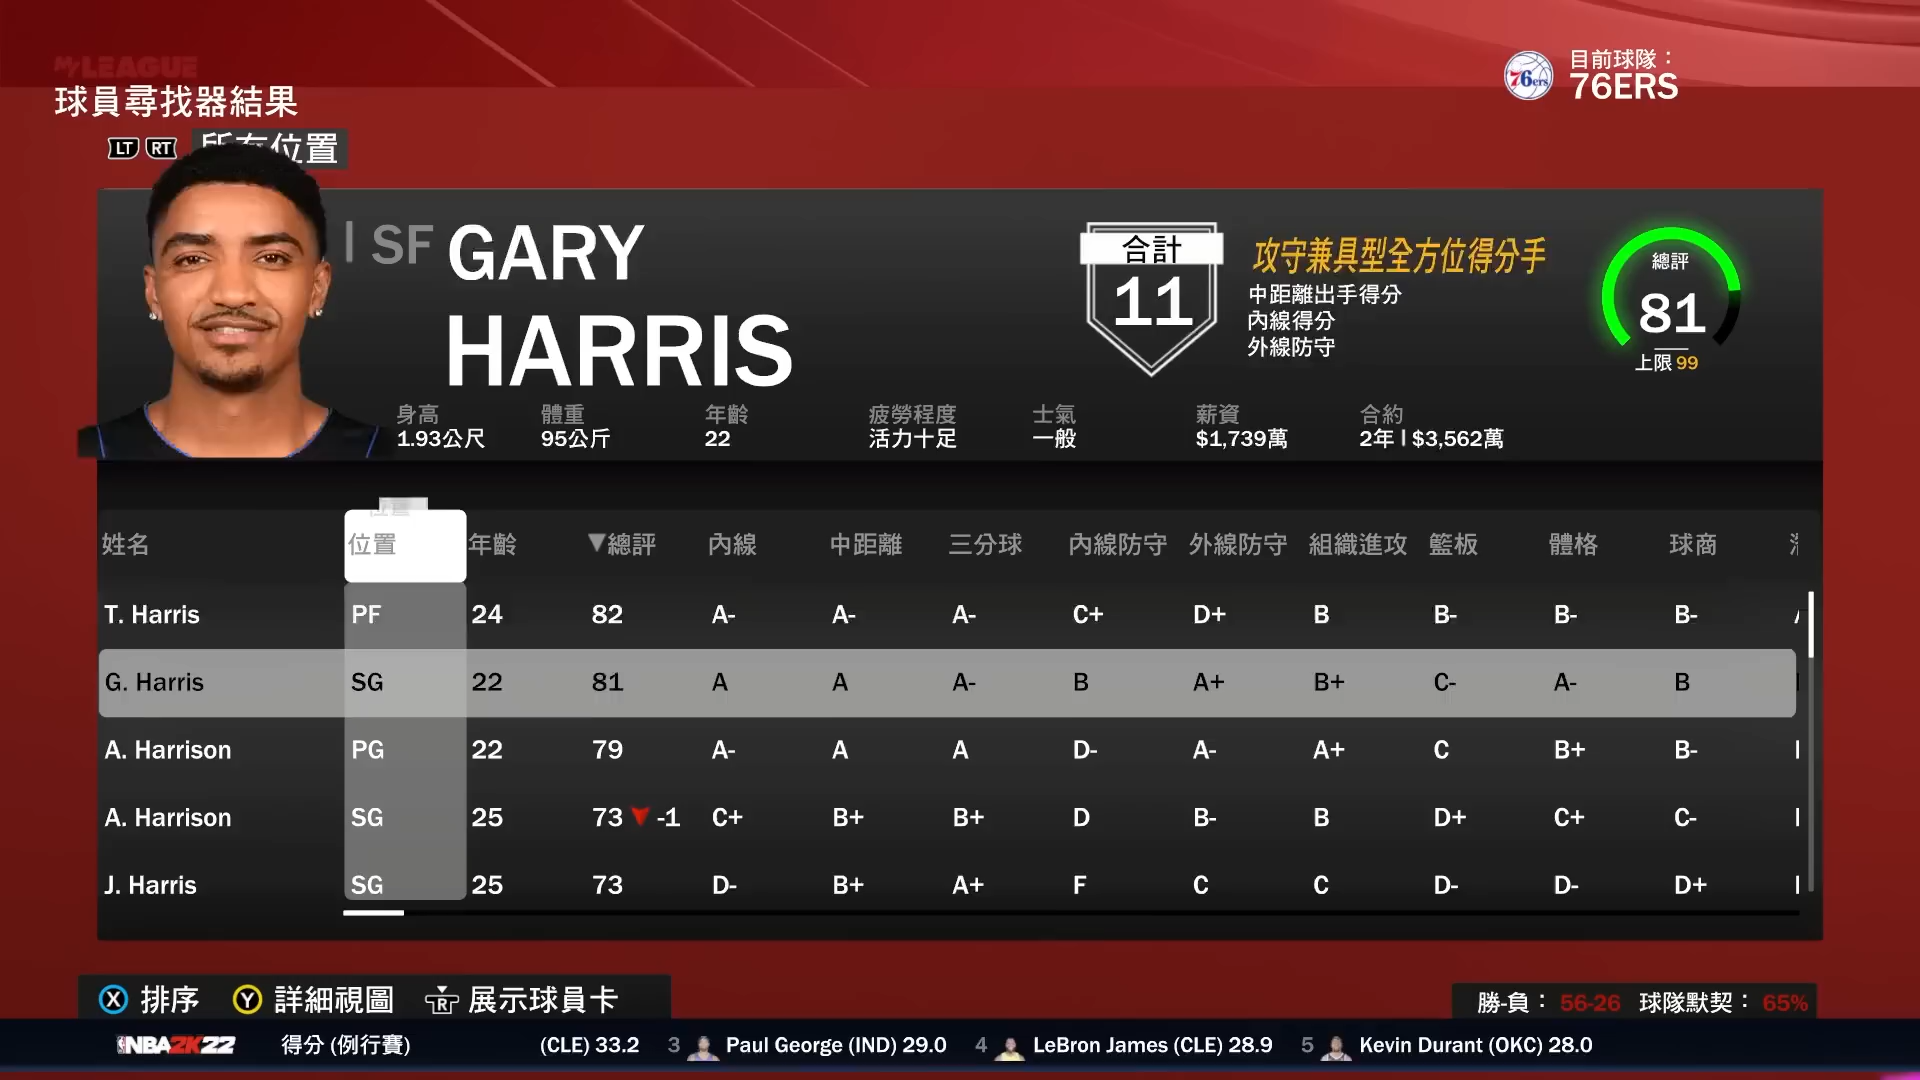 MyLEAGUE
球員尋找器結果
目前球隊：
76ERS
76ers
LT RT 所有位置
SF GARY
HARRIS
合計
11
攻守兼具型全方位得分手
中距離出手得分
內線得分
外線防守
總評
81
上限 99
身高 體重 年齡 疲勞程度 士氣 薪資 合約
1.93公尺 95公斤 22 活力十足 一般 $1,739萬 2年 | $3,562萬
姓名 位置 年齡 ▼總評 內線 中距離 三分球 內線防守 外線防守 組織進攻 籃板 體格 球商
T. Harris PF 24 82 A- A- A- C+ D+ B B- B- B-
G. Harris SG 22 81 A A A- B A+ B+ C- A- B
A. Harrison PG 22 79 A- A A D- A- A+ C B+ B-
A. Harrison SG 25 73 ▼ -1 C+ B+ B+ D B- B D+ C+ C-
J. Harris SG 25 73 D- B+ A+ F C C D- D- D+
X 排序 Y 詳細視圖 R 展示球員卡
勝-負： 56-26 球隊默契： 65%
NBA2K22 得分 (例行賽) (CLE) 33.2 3 Paul George (IND) 29.0 4 LeBron James (CLE) 28.9 5 Kevin Durant (OKC) 28.0